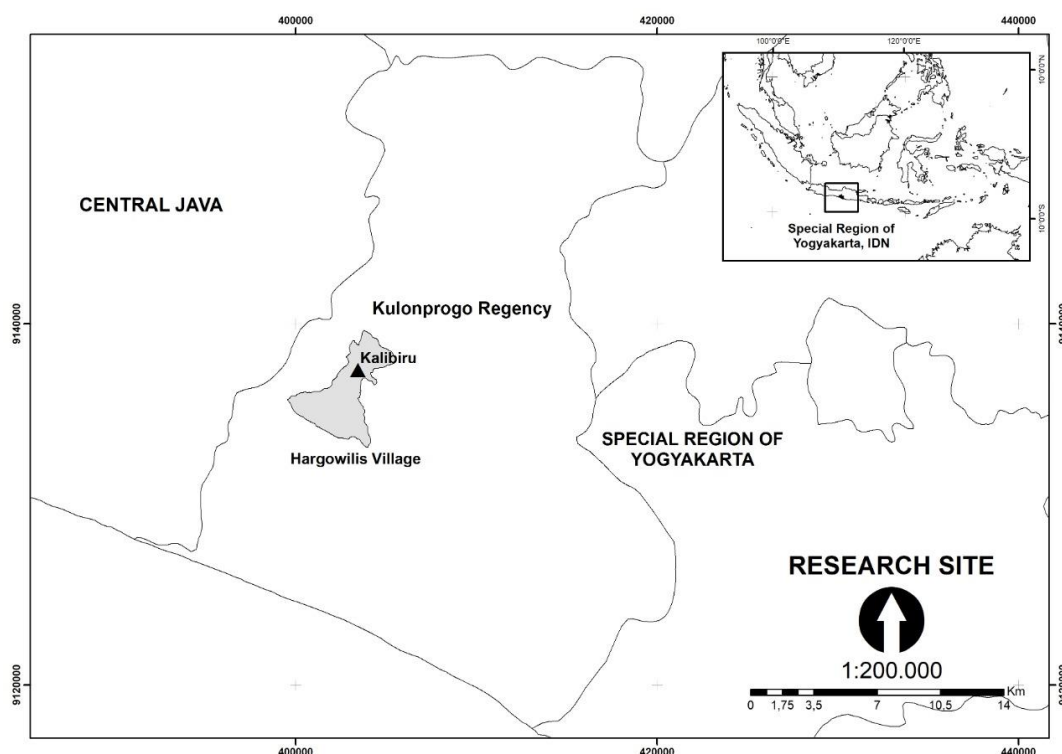 400000
420000
440000
100°0'0"E
120°0'0"E
10°0'0"N
10°0'0"S
Special Region of
Yogyakarta, IDN
CENTRAL JAVA
Kulonprogo Regency
9140000
9140000
Kalibiru
SPECIAL REGION OF
YOGYAKARTA
Hargowilis Village
RESEARCH SITE
1:200.000
Km
0 1,75 3,5 7 10,5 14
9120000
9120000
400000
420000
440000